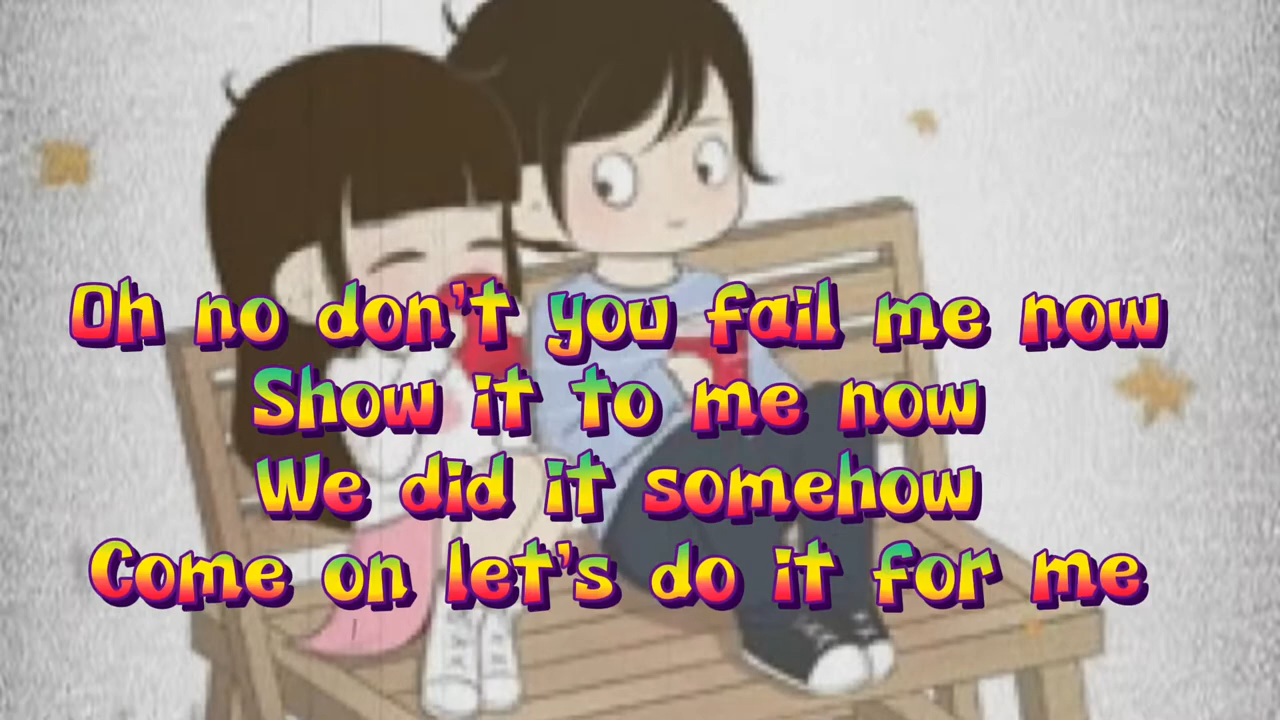 Oh no don't you fail me now
Show it to me now
We did it somehow
Come on let's do it for me